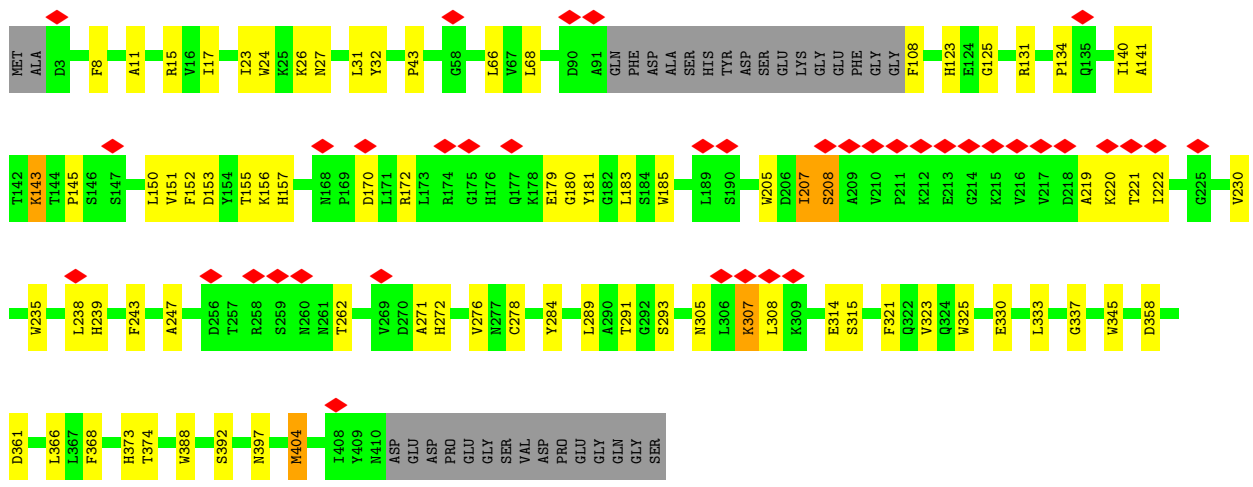 MET ALA D3 F8 A11 R15 V16 I17 I23 W24 K25 K26 N27 L31 Y32 P43 G58 L66 V67 L68 D90 A91 GLN PHE ASP ALA SER HIS TYR ASP SER GLU LYS GLY GLU PHE GLY GLY F108 H123 E124 G125 R131 P134 Q135 I140 A141
T142 K143 T144 P145 S146 S147 L150 V151 F152 D153 Y154 T155 K156 H157 N168 P169 D170 L171 R172 L173 R174 G175 H176 Q177 K178 E179 G180 Y181 G182 L183 S184 W185 L189 S190 W205 D206 I207 S208 A209 V210 P211 K212 E213 G214 K215 V216 V217 D218 A219 K220 T221 I222 G225 V230
W235 L238 H239 F243 A247 D256 T257 R258 S259 N260 N261 T262 V269 D270 A271 H272 V276 N277 C278 Y284 L289 A290 T291 G292 S293 N305 L306 K307 L308 K309 E314 S315 F321 Q322 V323 Q324 W325 E330 L333 G337 W345 D358
D361 L366 L367 F368 H373 T374 W388 S392 N397 M404 I408 Y409 N410 ASP GLU ASP PRO GLU GLY SER VAL ASP PRO GLU GLY GLN GLY SER